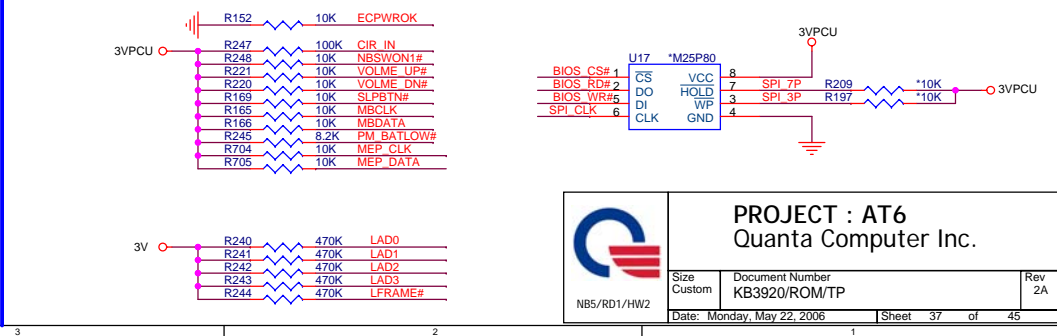 R152 10K ECPWROK
3VPCU
R247 100K CIR_IN
R248 10K NBSWON1#
R221 10K VOLME_UP#
R220 10K VOLME_DN#
R169 10K SLPBTN#
R165 10K MBCLK
R166 10K MBDATA
R245 8.2K PM_BATLOW#
R704 10K MEP_CLK
R705 10K MEP_DATA
3V
R240 470K LAD0
R241 470K LAD1
R242 470K LAD2
R243 470K LAD3
R244 470K LFRAME#
3VPCU
U17 *M25P80
BIOS_CS# 1 CS VCC 8
BIOS_RD# 2 DO HOLD 7 SPI_7P R209 *10K 3VPCU
BIOS_WR# 5 DI WP 3 SPI_3P R197 *10K
SPI_CLK 6 CLK GND 4
NB5/RD1/HW2
PROJECT : AT6
Quanta Computer Inc.
Size Document Number Rev
Custom KB3920/ROM/TP 2A
Date: Monday, May 22, 2006 Sheet 37 of 45
3 2 1